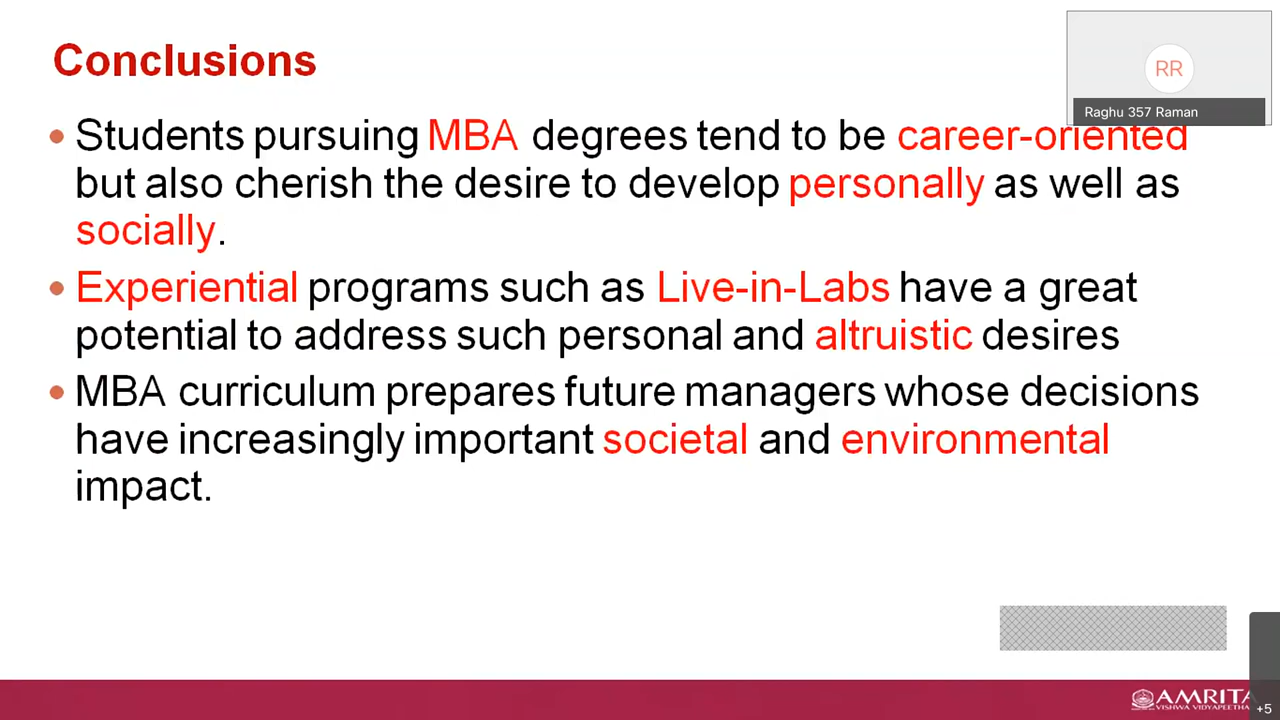 Conclusions
RR
Raghu 357 Raman
• Students pursuing MBA degrees tend to be career-oriented
but also cherish the desire to develop personally as well as
socially.
• Experiential programs such as Live-in-Labs have a great
potential to address such personal and altruistic desires
• MBA curriculum prepares future managers whose decisions
have increasingly important societal and environmental
impact.
AMRITA
VISHWA VIDYAPEETHA
+5